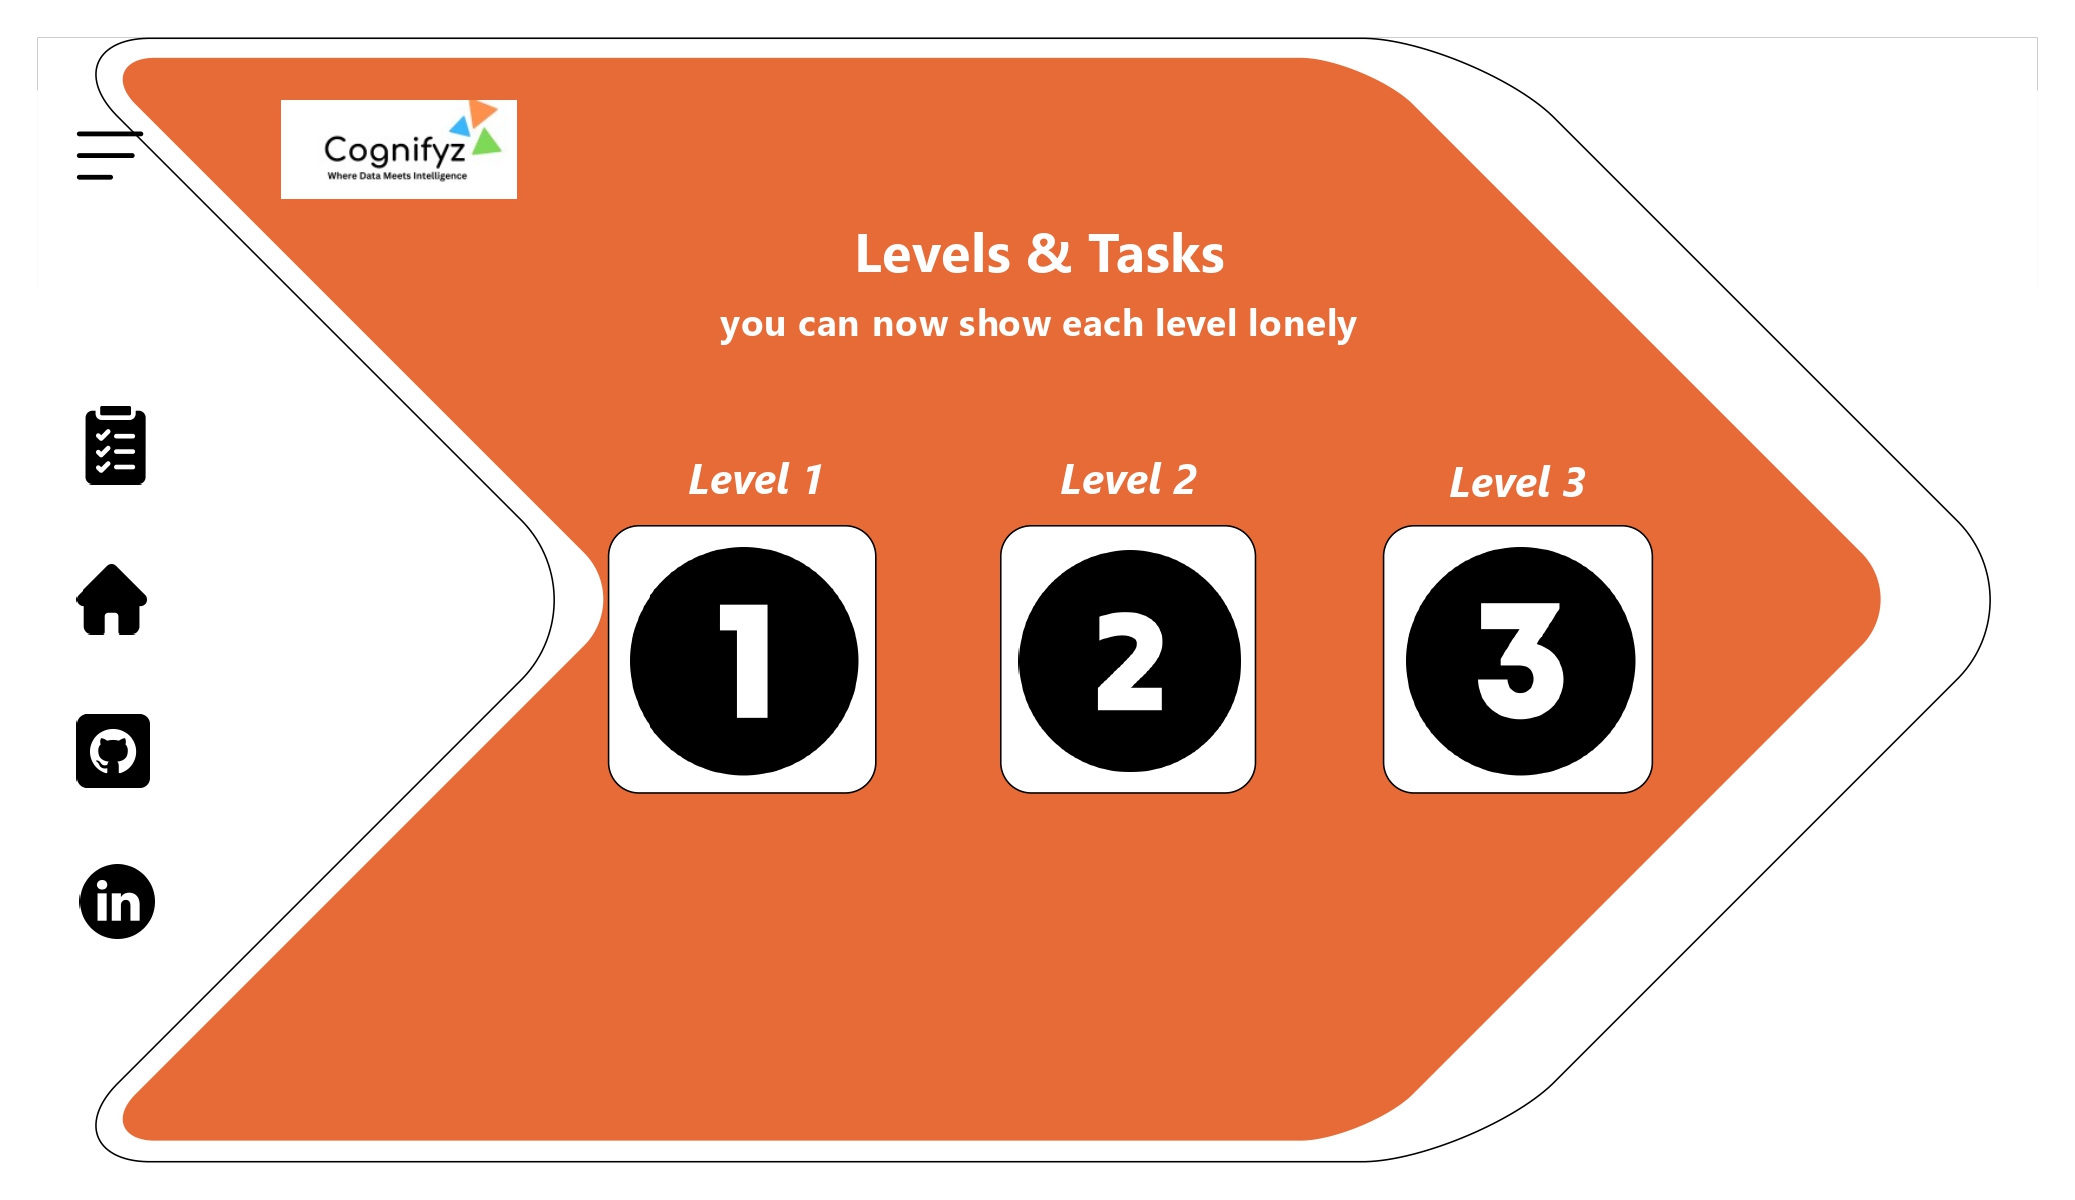 Cognifyz
Where Data Meets Intelligence
Levels & Tasks
you can now show each level lonely
Level 1
Level 2
Level 3
1
2
3
in